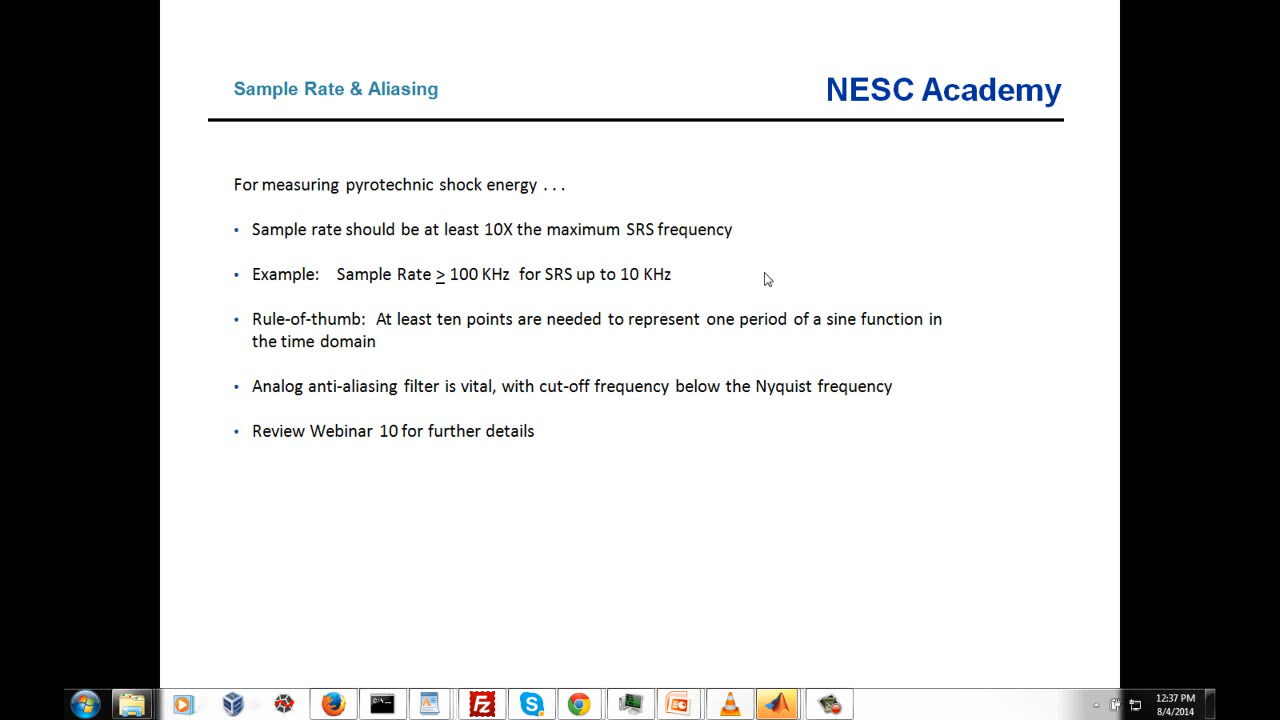 Sample Rate & Aliasing
NESC Academy
For measuring pyrotechnic shock energy . . .
• Sample rate should be at least 10X the maximum SRS frequency
• Example: Sample Rate ≥ 100 KHz for SRS up to 10 KHz
• Rule-of-thumb: At least ten points are needed to represent one period of a sine function in
the time domain
• Analog anti-aliasing filter is vital, with cut-off frequency below the Nyquist frequency
• Review Webinar 10 for further details
12:37 PM
8/4/2014